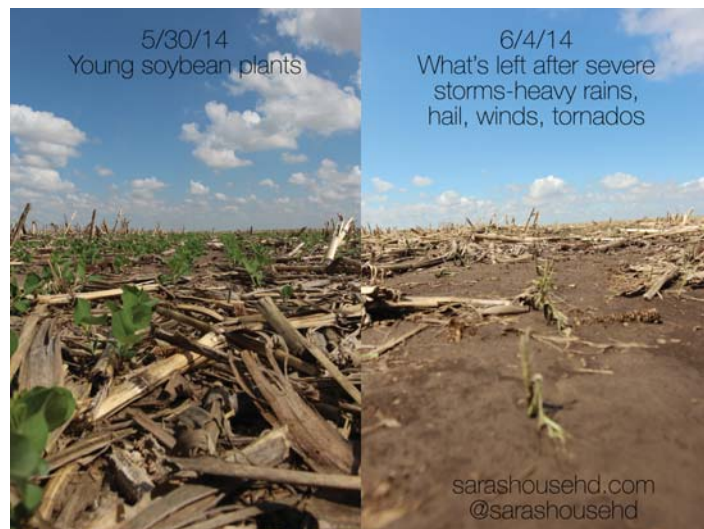 5/30/14
Young soybean plants
6/4/14
What's left after severe
storms-heavy rains,
hail, winds, tornados
sarashousehd.com
@sarashousehd